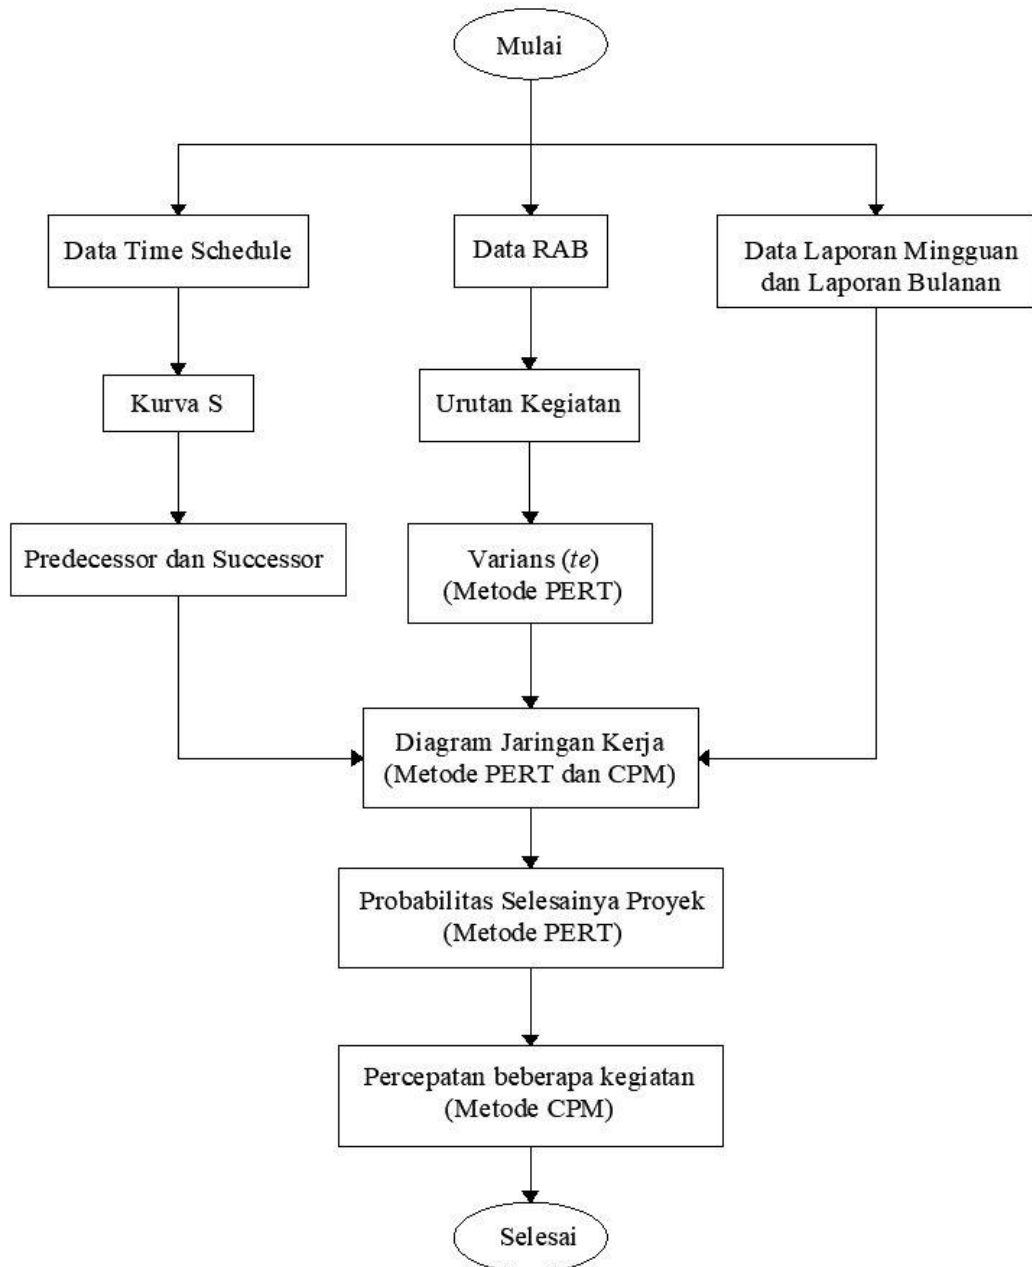 Mulai
Data Time Schedule
Data RAB
Data Laporan Mingguan
dan Laporan Bulanan
Kurva S
Urutan Kegiatan
Predecessor dan Successor
Varians (te)
(Metode PERT)
Diagram Jaringan Kerja
(Metode PERT dan CPM)
Probabilitas Selesainya Proyek
(Metode PERT)
Percepatan beberapa kegiatan
(Metode CPM)
Selesai